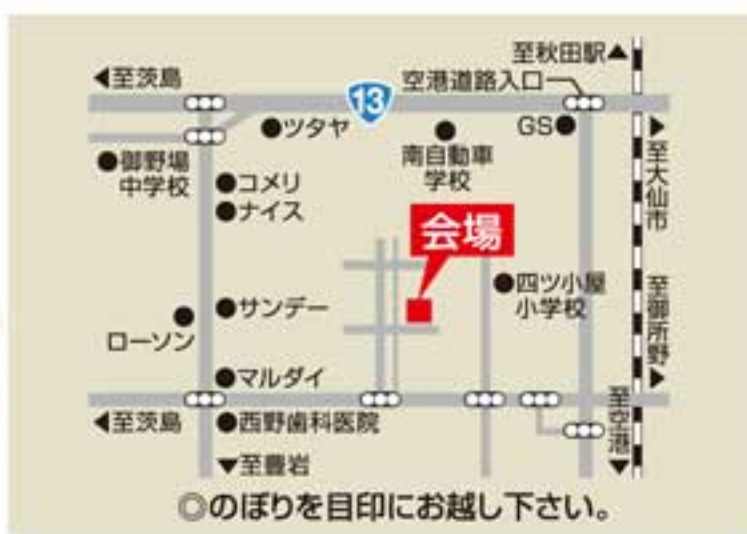 至秋田駅▲
◀至茨島
空港道路入口
13
●ツタヤ
GS●
●御野場
中学校
南自動車
学校
▶至大仙市
●コメリ
●ナイス
会場
●四ツ小屋
小学校
●サンデー
ローソン
至御所野▶
●マルダイ
◀至茨島
●西野歯科医院
至空港▼
▼至豊岩
◎のぼりを目印にお越し下さい。